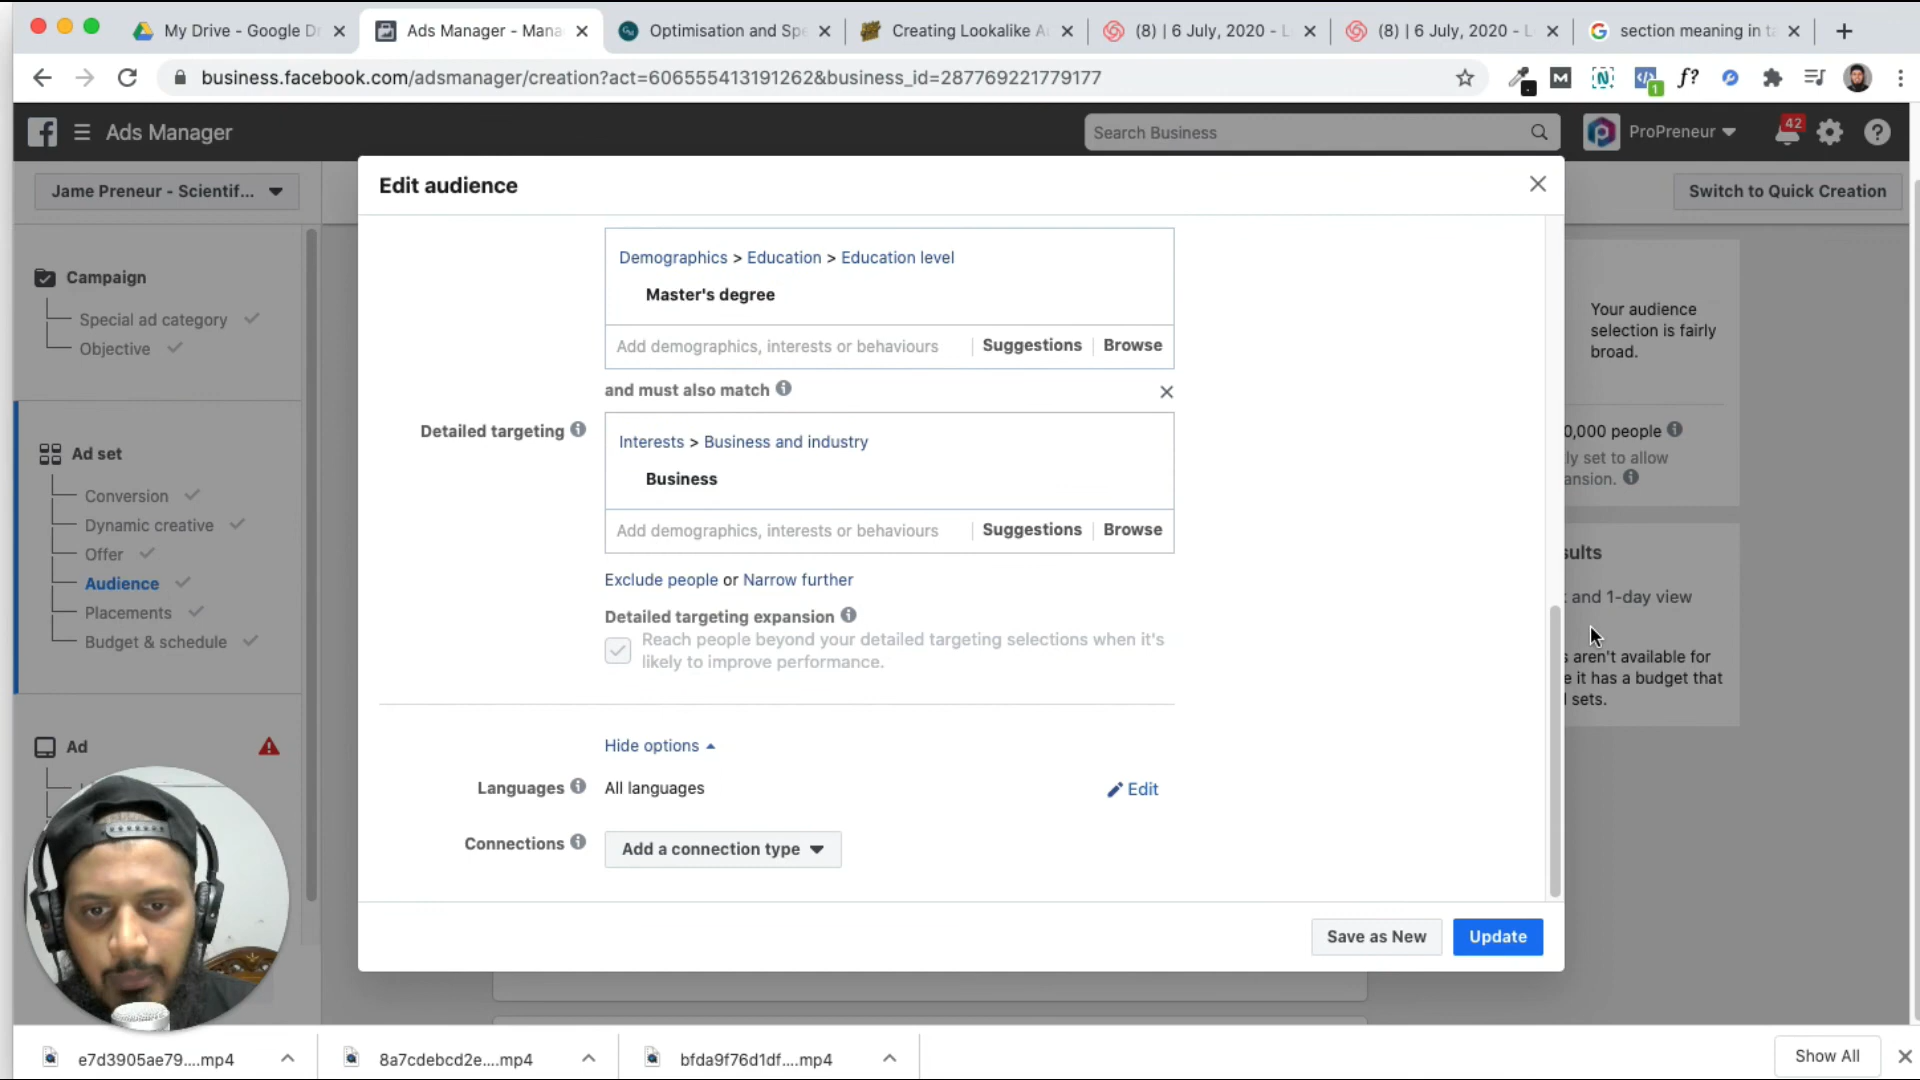 My Drive - Google Dr
Ads Manager - Mana
Optimisation and Spe
Creating Lookalike A
(8) | 6 July, 2020 - L
(8) | 6 July, 2020 - L
section meaning in ta
business.facebook.com/adsmanager/creation?act=606555413191262&business_id=287769221779177
M
N
1
f?
Ads Manager
Search Business
ProPreneur
42
Jame Preneur - Scientif...
Switch to Quick Creation
Edit audience
Campaign
Special ad category
Objective
Ad set
Conversion
Dynamic creative
Offer
Audience
Placements
Budget & schedule
Ad
Demographics > Education > Education level
Master's degree
Add demographics, interests or behaviours
Suggestions
Browse
and must also match
Detailed targeting
Interests > Business and industry
Business
Add demographics, interests or behaviours
Suggestions
Browse
Exclude people or Narrow further
Detailed targeting expansion
Reach people beyond your detailed targeting selections when it's
likely to improve performance.
Hide options
Languages
All languages
Edit
Connections
Add a connection type
Save as New
Update
Your audience
selection is fairly
broad.
0,000 people
ly set to allow
ansion.
sults
and 1-day view
s aren't available for
e it has a budget that
sets.
e7d3905ae79....mp4
8a7cdebcd2e....mp4
bfda9f76d1df....mp4
Show All